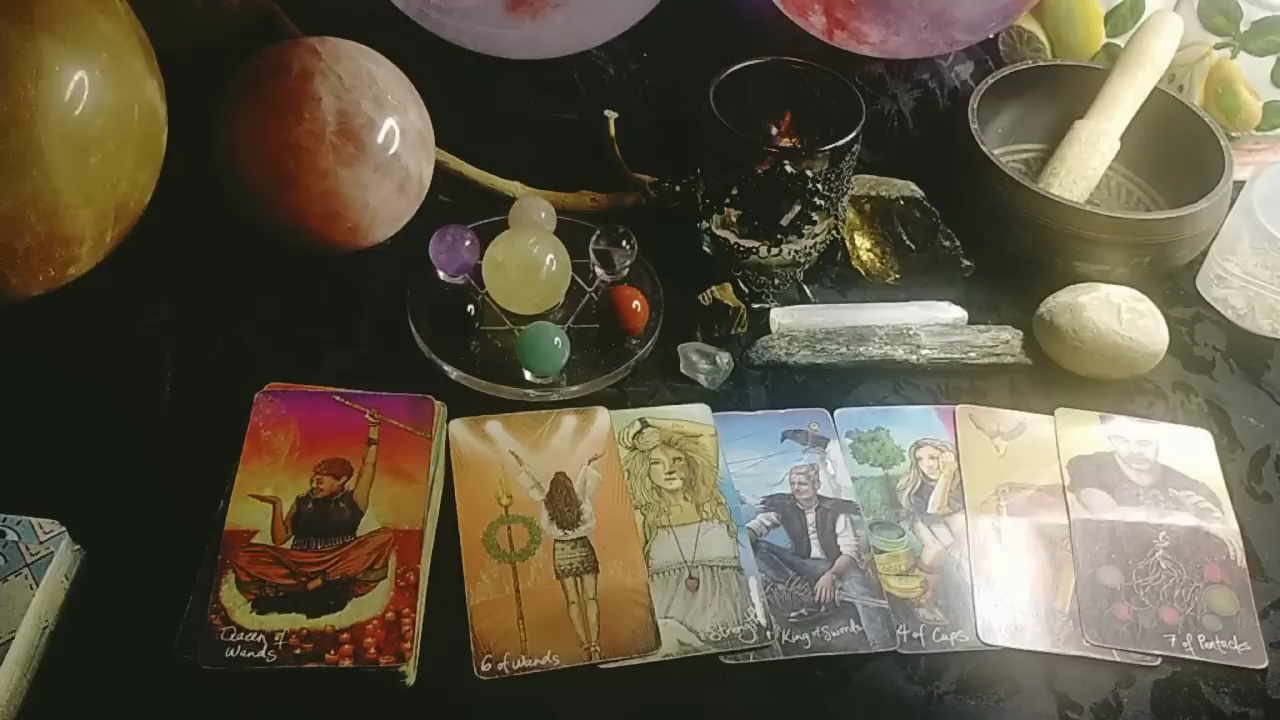 Queen of
Wands
6 of Wands
Strength
King of Swords
4 of Cups
7 of Pentacles